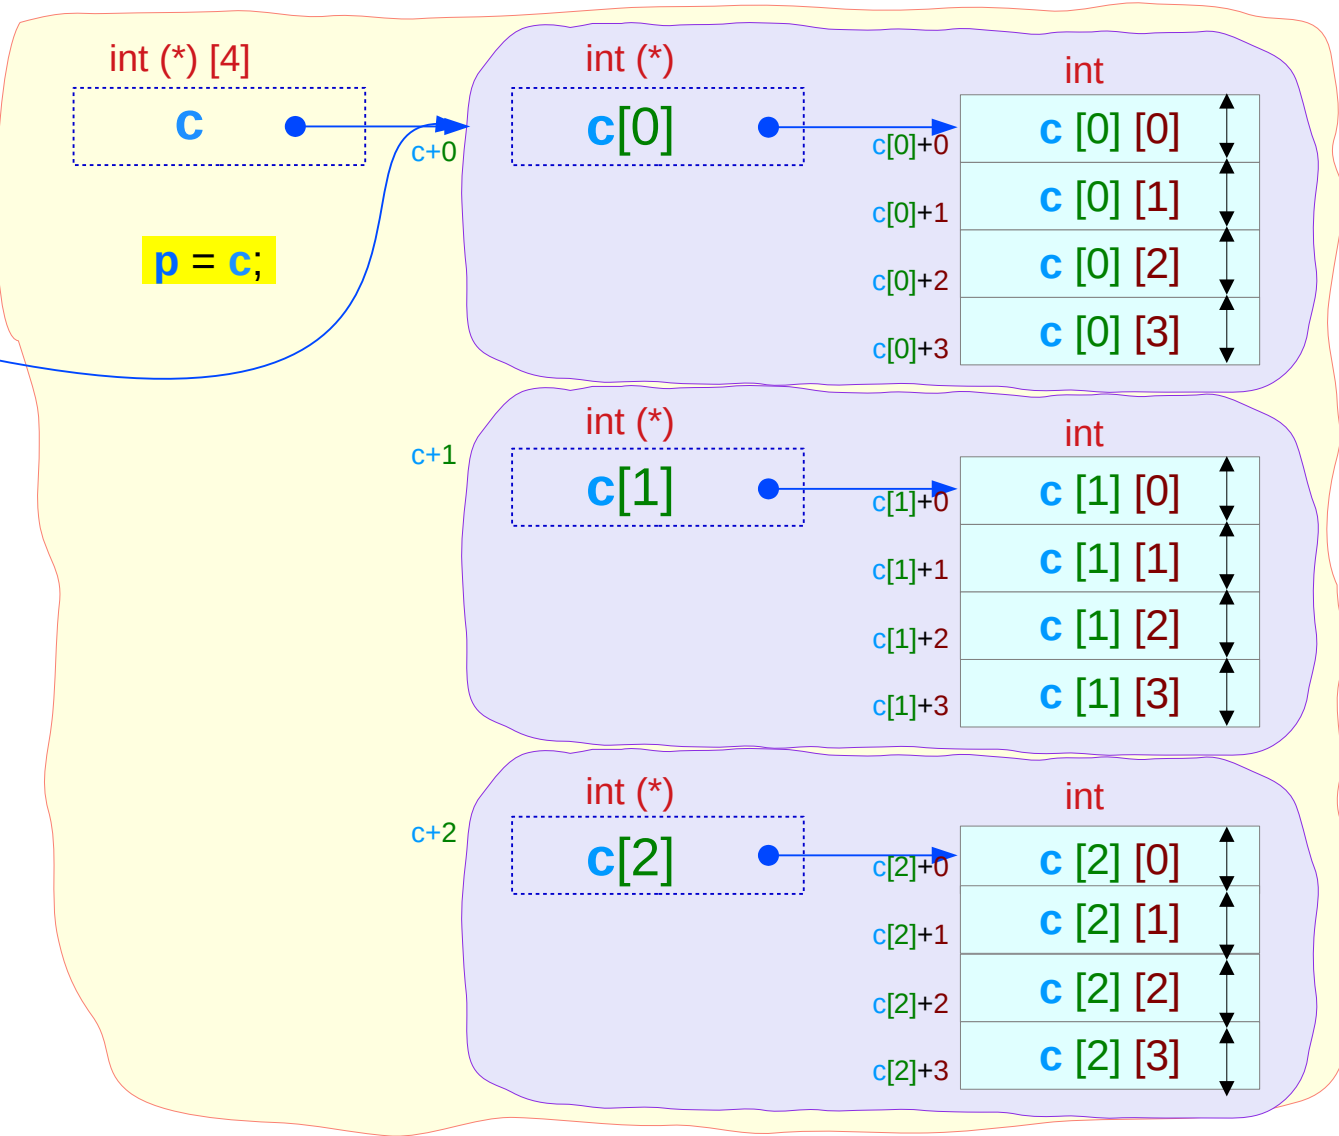 int (*) [4]
int (*)
int
c
c[0]
c [0] [0]
c+0
c[0]+0
c [0] [1]
c[0]+1
p = c;
c [0] [2]
c[0]+2
c [0] [3]
c[0]+3
int (*)
int
c+1
c[1]
c [1] [0]
c[1]+0
c [1] [1]
c[1]+1
c [1] [2]
c[1]+2
c [1] [3]
c[1]+3
int (*)
int
c+2
c[2]
c [2] [0]
c[2]+0
c [2] [1]
c[2]+1
c [2] [2]
c[2]+2
c [2] [3]
c[2]+3